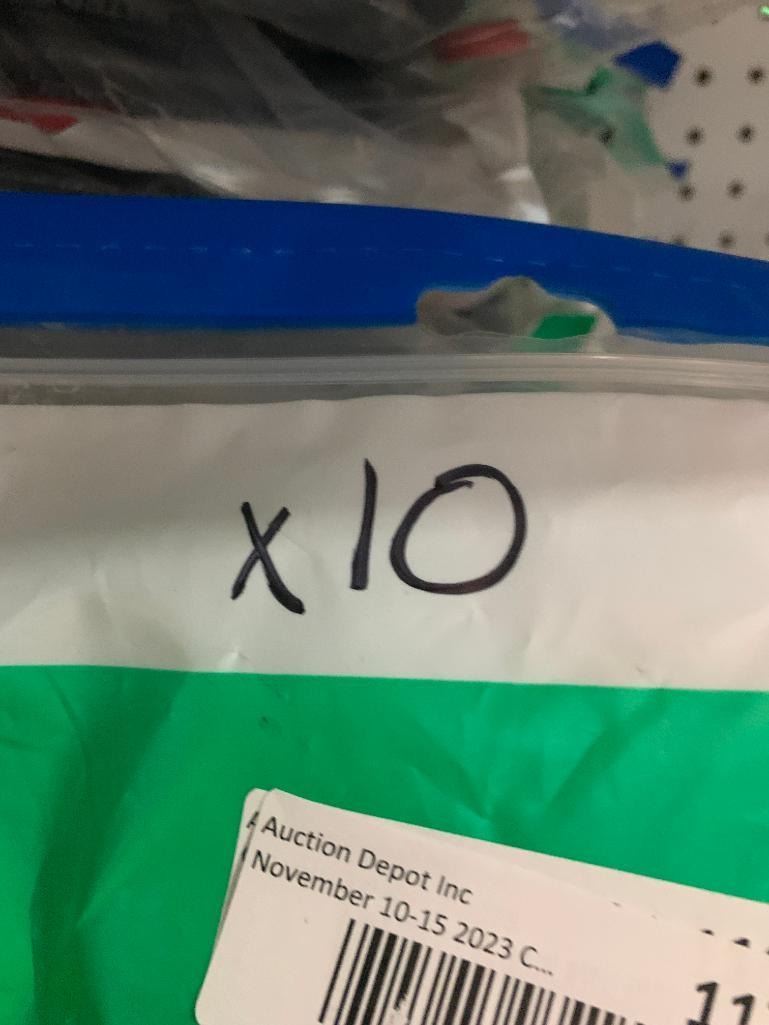 x10
Auction Depot Inc
November 10-15 2023 C...